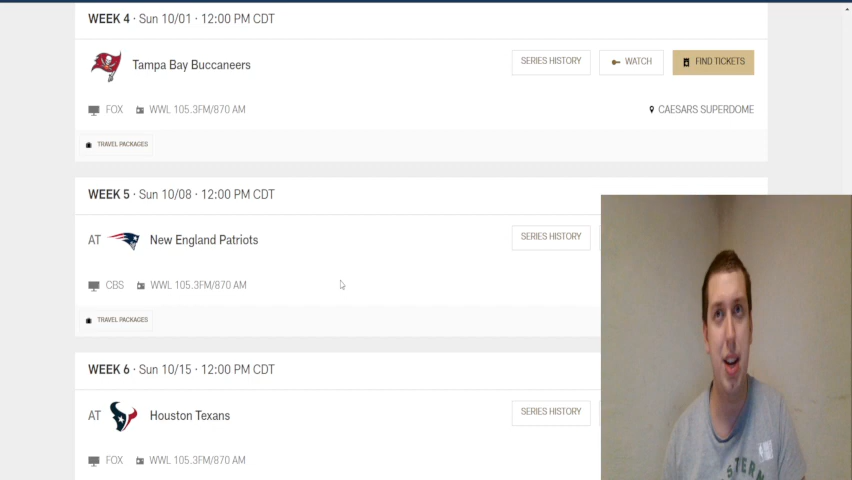 WEEK 4 · Sun 10/01 · 12:00 PM CDT
Tampa Bay Buccaneers
SERIES HISTORY
WATCH
FIND TICKETS
FOX
WWL 105.3FM/870 AM
CAESARS SUPERDOME
TRAVEL PACKAGES
WEEK 5 · Sun 10/08 · 12:00 PM CDT
AT New England Patriots
SERIES HISTORY
CBS
WWL 105.3FM/870 AM
TRAVEL PACKAGES
WEEK 6 · Sun 10/15 · 12:00 PM CDT
AT Houston Texans
SERIES HISTORY
FOX
WWL 105.3FM/870 AM